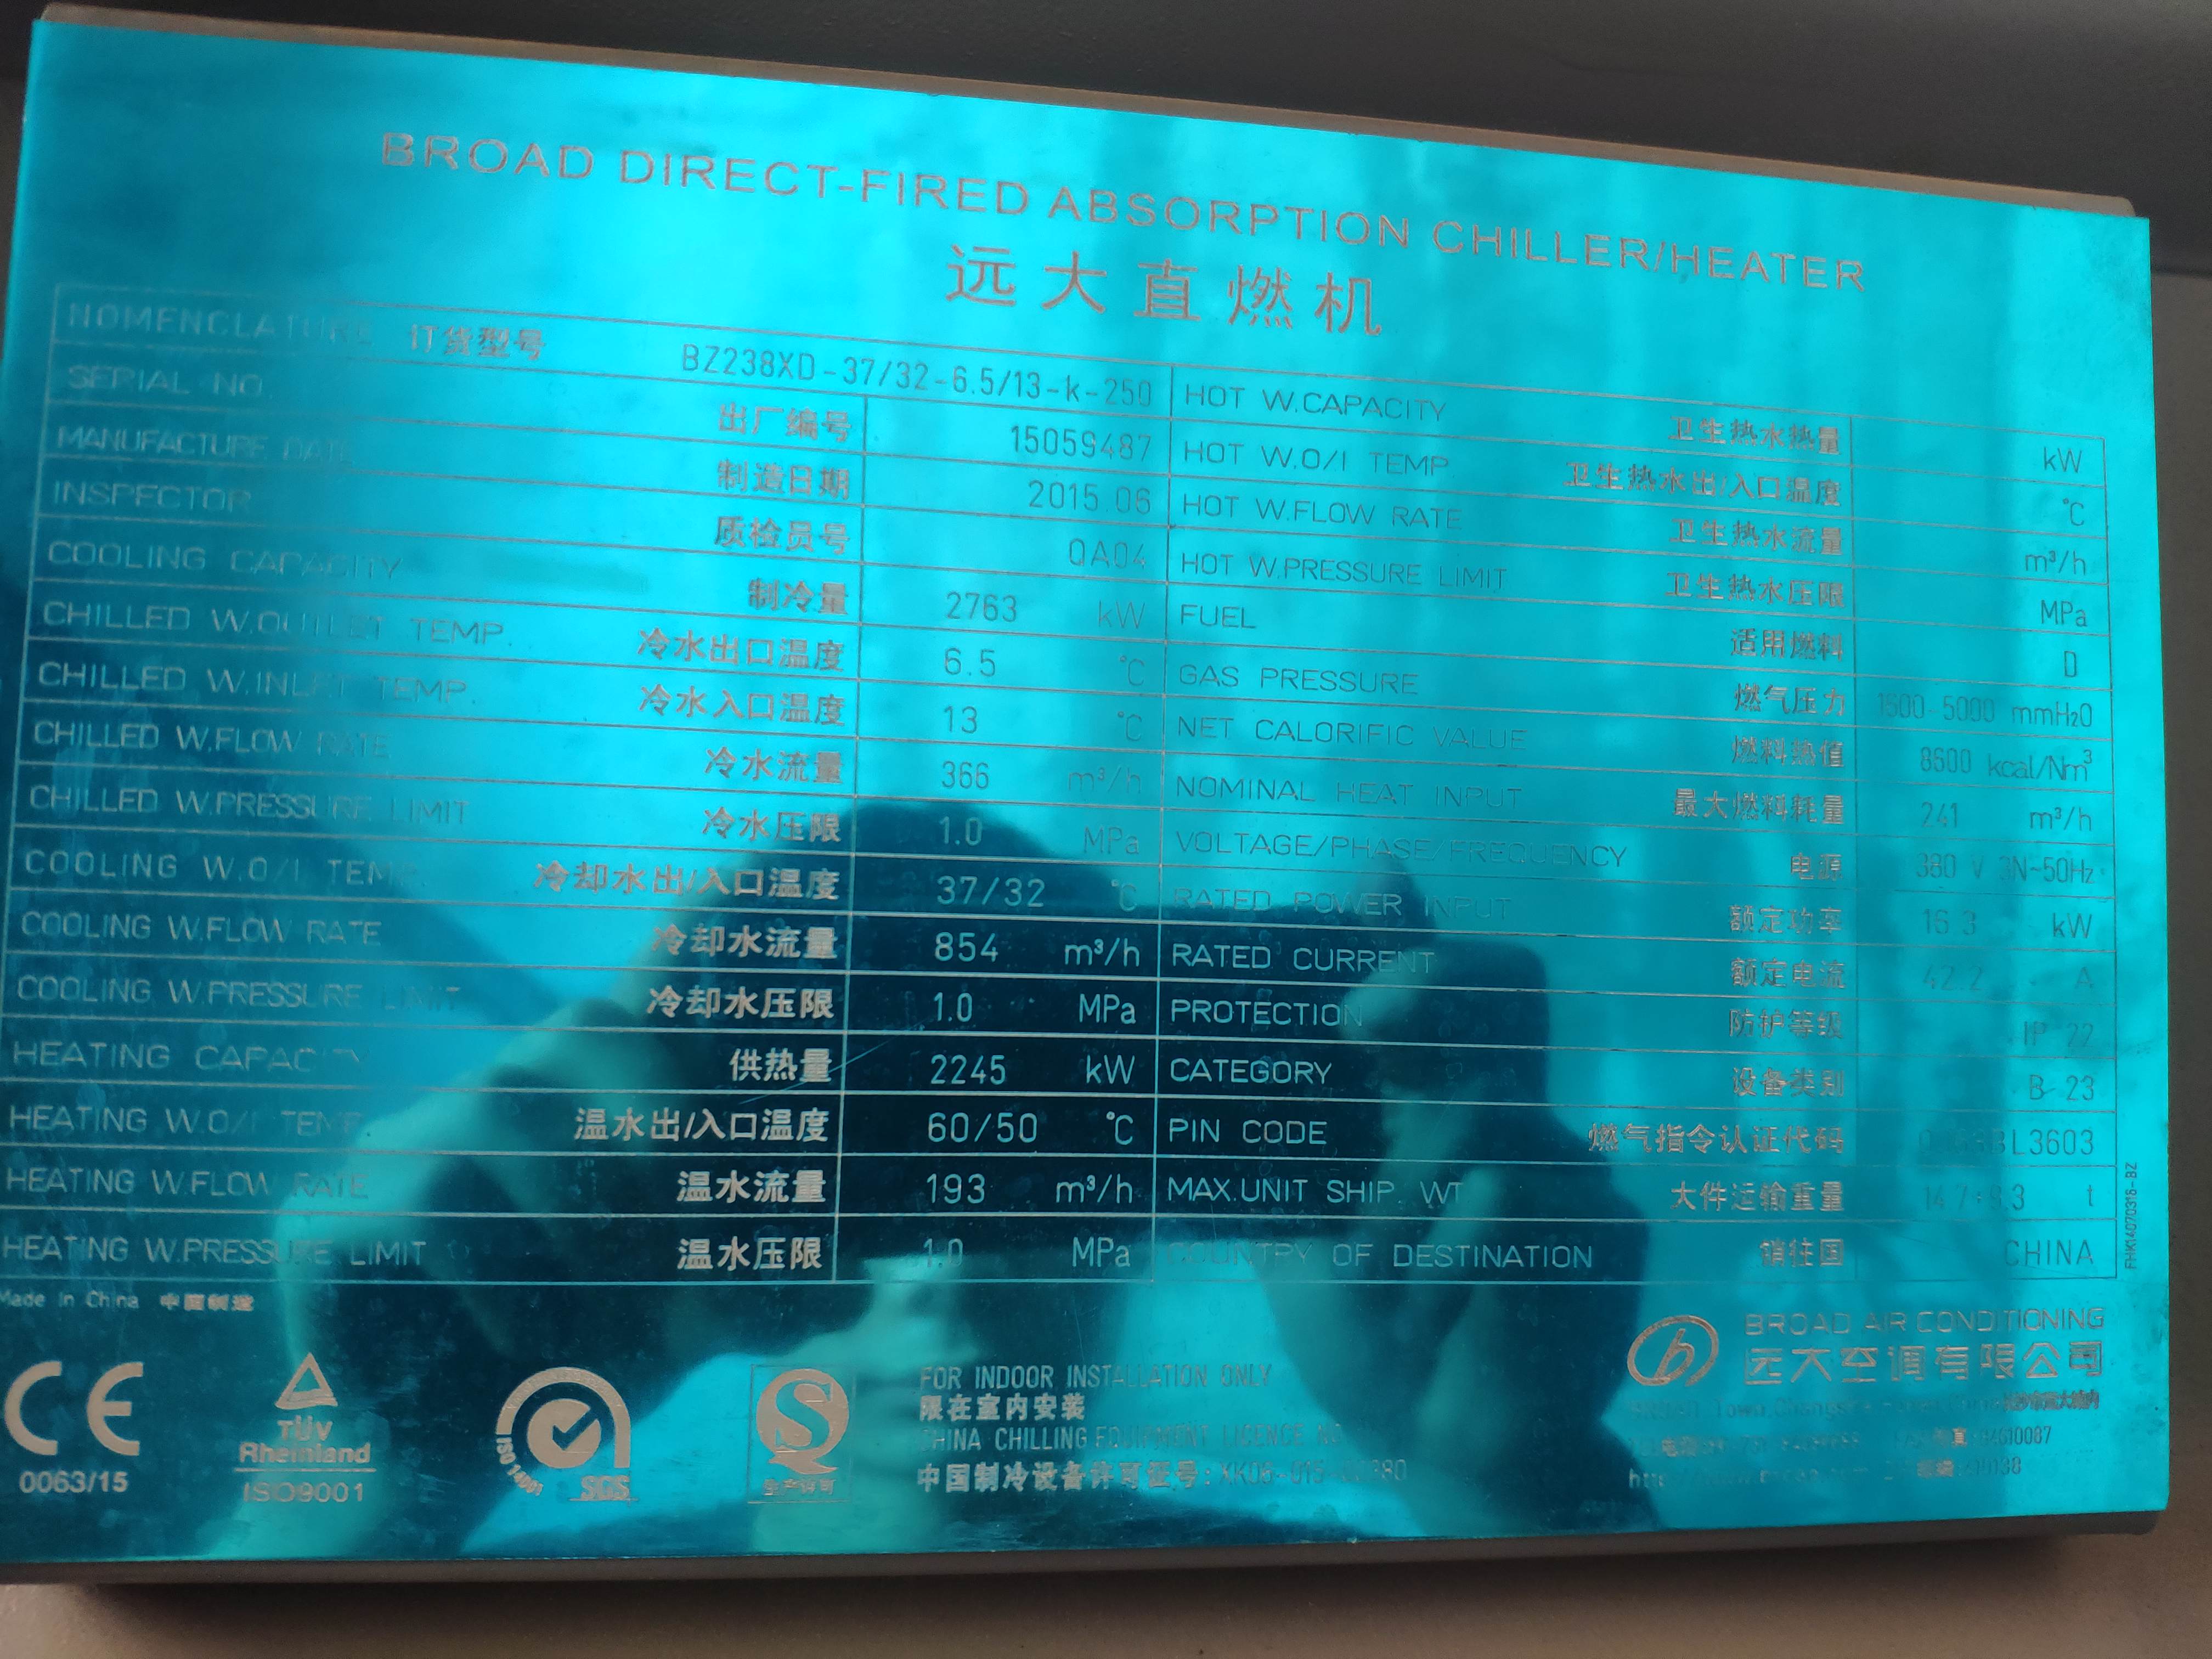 BROAD DIRECT-FIRED ABSORPTION CHILLER/HEATER
远大直燃机
NOMENCLATURE 订货型号 BZ238XD-37/32-6.5/13-k-250
SERIAL NO. 出厂编号 15059487
MANUFACTURE DATE 制造日期 2015.06
INSPECTOR 质检员号 QA04
COOLING CAPACITY 制冷量 2763 kW
CHILLED W.OUTLET TEMP. 冷水出口温度 6.5 ℃
CHILLED W.INLET TEMP. 冷水入口温度 13 ℃
CHILLED W.FLOW RATE 冷水流量 366 m³/h
CHILLED W.PRESSURE LIMIT 冷水压限 1.0 MPa
COOLING W.O/I TEMP. 冷却水出/入口温度 37/32 ℃
COOLING W.FLOW RATE 冷却水流量 854 m³/h
COOLING W.PRESSURE LIMIT 冷却水压限 1.0 MPa
HEATING CAPACITY 供热量 2245 kW
HEATING W.O/I TEMP. 温水出/入口温度 60/50 ℃
HEATING W.FLOW RATE 温水流量 193 m³/h
HEATING W.PRESSURE LIMIT 温水压限 1.0 MPa
HOT W.CAPACITY 卫生热水热量 kW
HOT W.O/I TEMP. 卫生热水出/入口温度 ℃
HOT W.FLOW RATE 卫生热水流量 m³/h
HOT W.PRESSURE LIMIT 卫生热水压限 MPa
FUEL 适用燃料 D
GAS PRESSURE 燃气压力 1500-5000 mmH₂O
NET CALORIFIC VALUE 燃料热值 8600 kcal/Nm³
NOMINAL HEAT INPUT 最大燃料耗量 241 m³/h
VOLTAGE/PHASE/FREQUENCY 电源 380 V 3N~50Hz
RATED POWER INPUT 额定功率 16.3 kW
RATED CURRENT 额定电流 42.2 A
PROTECTION 防护等级 IP 22
CATEGORY 设备类别 B 23
PIN CODE 燃气指令认证代码 L3603
MAX.UNIT SHIP. WT 大件运输重量 t
COUNTRY OF DESTINATION 销往国 CHINA
FHK14070316-BZ
Made in China 中国制造
CE
0063/15
TÜV
Rheinland
ISO9001
ISO 14001
SGS
生产许可
FOR INDOOR INSTALLATION ONLY
限在室内安装
CHINA CHILLING EQUIPMENT LICENCE NO
中国制冷设备许可证号: XK06-015-
BROAD AIR CONDITIONING
远大空调有限公司